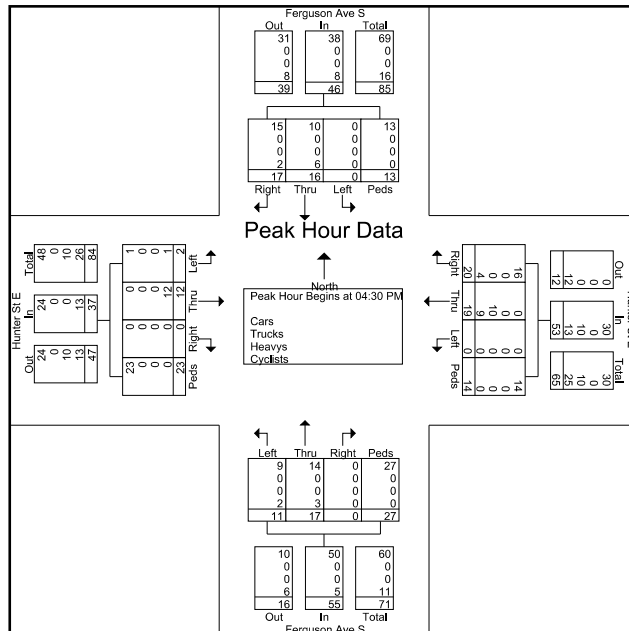 Ferguson Ave S
Out In Total
31 38 69
0 0 0
0 0 0
8 8 16
39 46 85
15 10 0 13
0 0 0 0
0 0 0 0
2 6 0 0
17 16 0 13
Right Thru Left Peds
Peak Hour Data
North
Peak Hour Begins at 04:30 PM
Cars
Trucks
Heavys
Cyclists
Hunter St E
Total
48 0 10 26 84
In
24 0 0 13 37
Out
24 0 10 13 47
Left
1 0 0 1 2
Thru
0 0 0 12 12
Right
0 0 0 0 0
Peds
23 0 0 0 23
Right
16 0 0 4 20
Thru
0 0 10 9 19
Left
0 0 0 0 0
Peds
14 0 0 0 14
Out
0 0 0 12 12
In
30 0 10 13 53
Total
30 0 10 25 65
Left Thru Right Peds
9 14 0 27
0 0 0 0
0 0 0 0
2 3 0 0
11 17 0 27
10 50 60
0 0 0
0 0 0
6 5 11
16 55 71
Out In Total
Ferguson Ave S